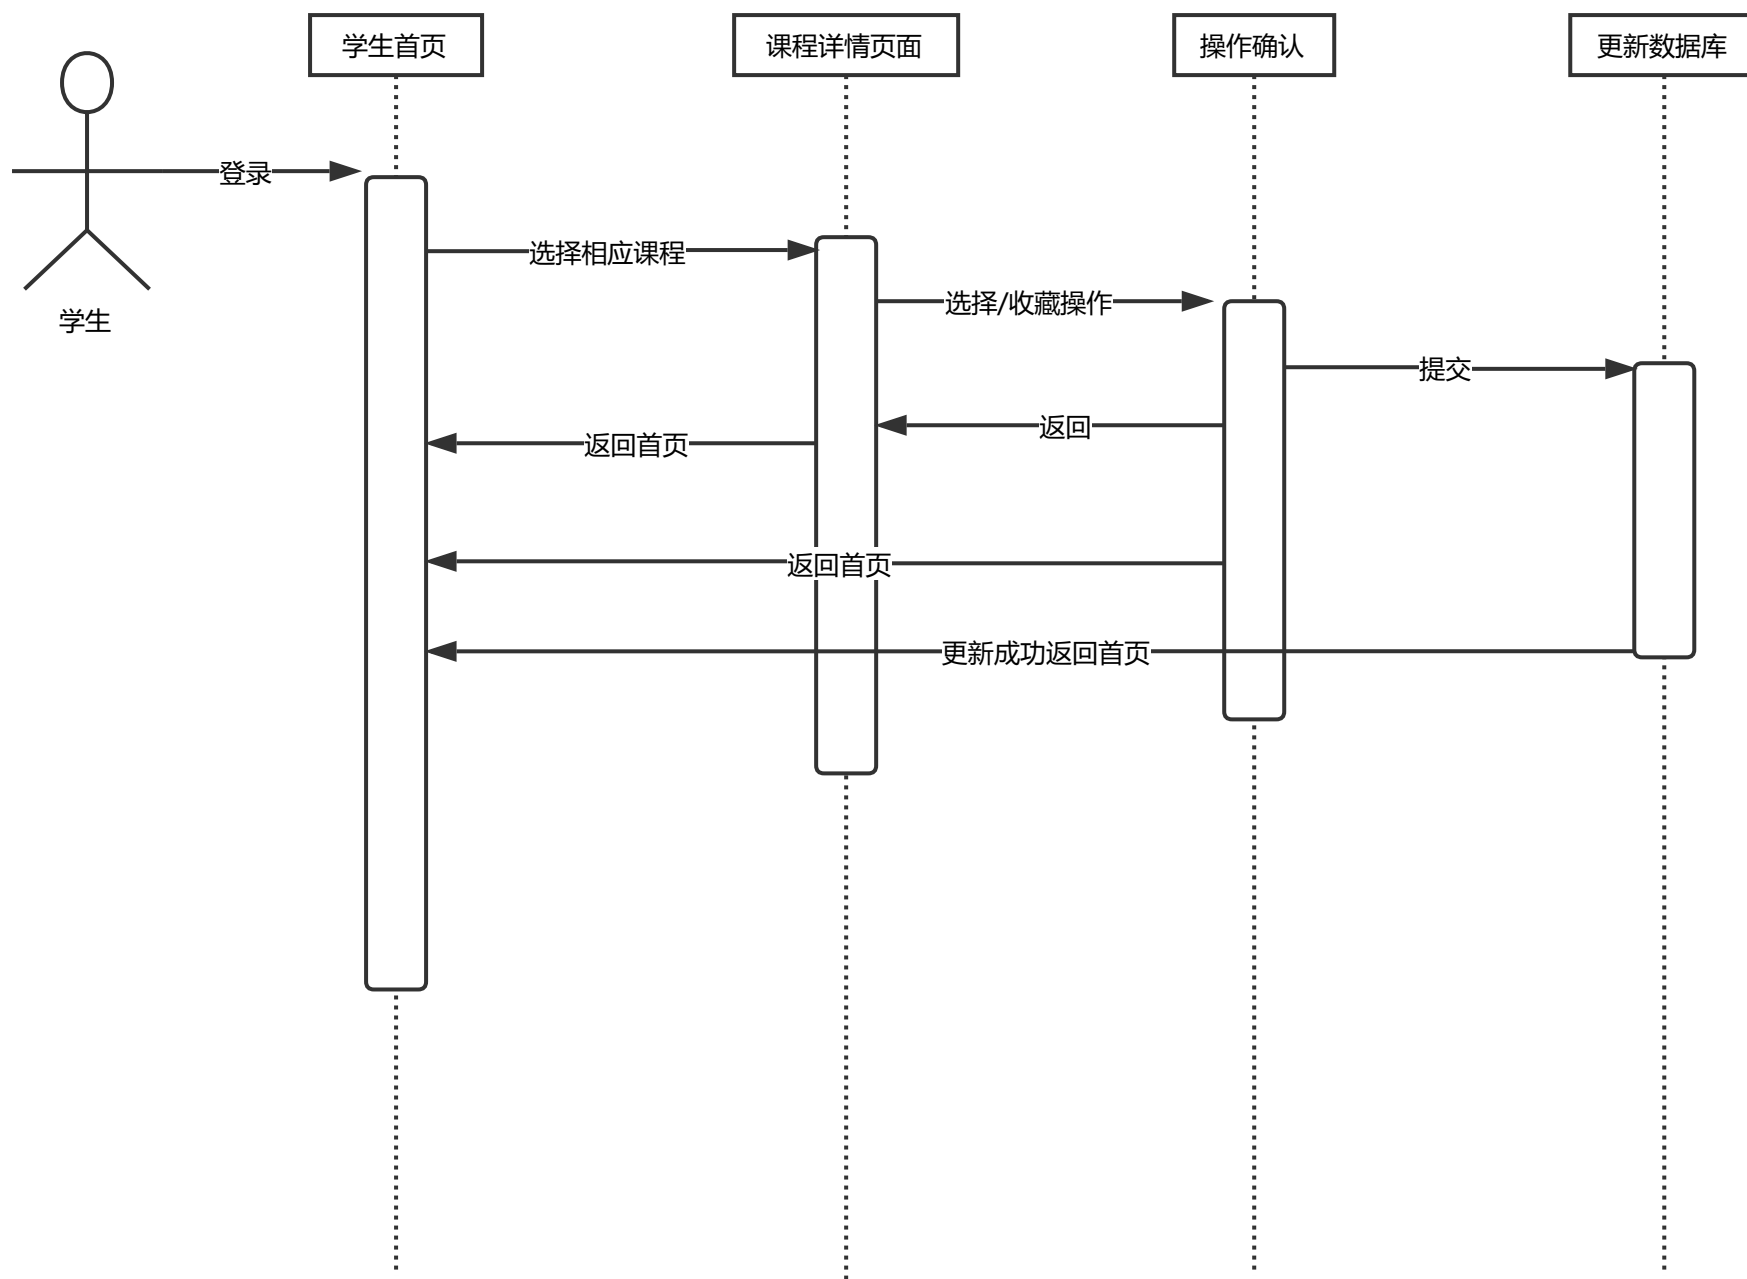 学生首页
课程详情页面
操作确认
更新数据库
登录
选择相应课程
选择/收藏操作
学生
提交
返回
返回首页
返回首页
更新成功返回首页